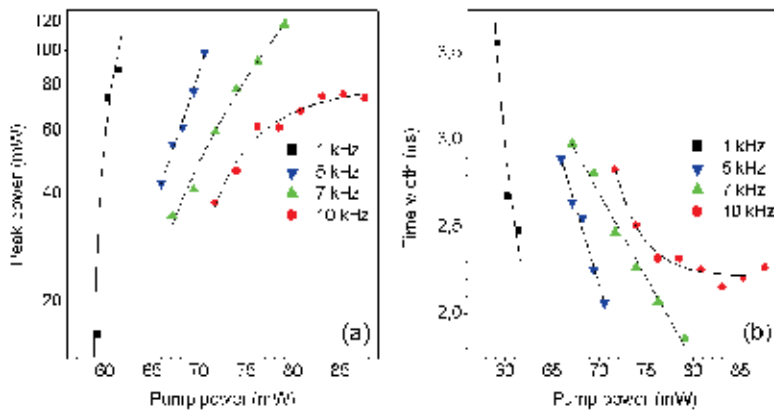 120
100
80
60
40
20
Peak power (mW)
1 kHz
5 kHz
7 kHz
10 kHz
(a)
60 65 70 75 80 85
Pump power (mW)
3,5
3,0
2,5
2,0
Time width
1 kHz
5 kHz
7 kHz
10 kHz
(b)
60 65 70 75 80 85
Pump power (mW)